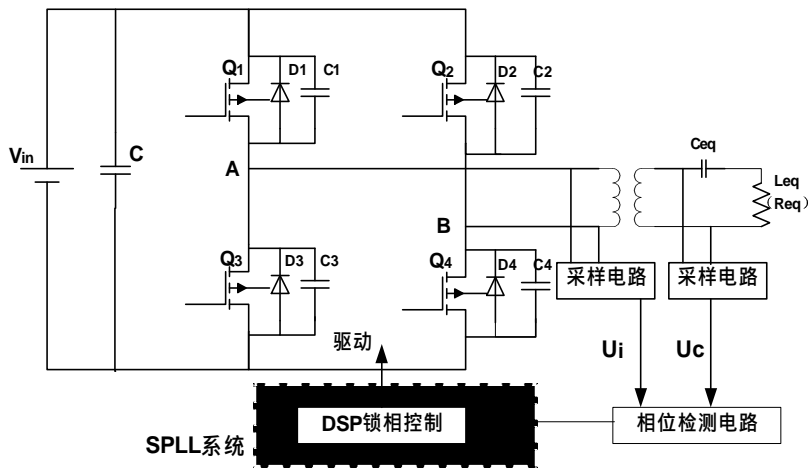 Q1
D1
C1
Q2
D2
C2
Vin
C
A
Ceq
Leq
(Req)
B
Q3
D3
C3
Q4
D4
C4
采样电路
采样电路
驱动
Ui
Uc
SPLL系统
DSP锁相控制
相位检测电路